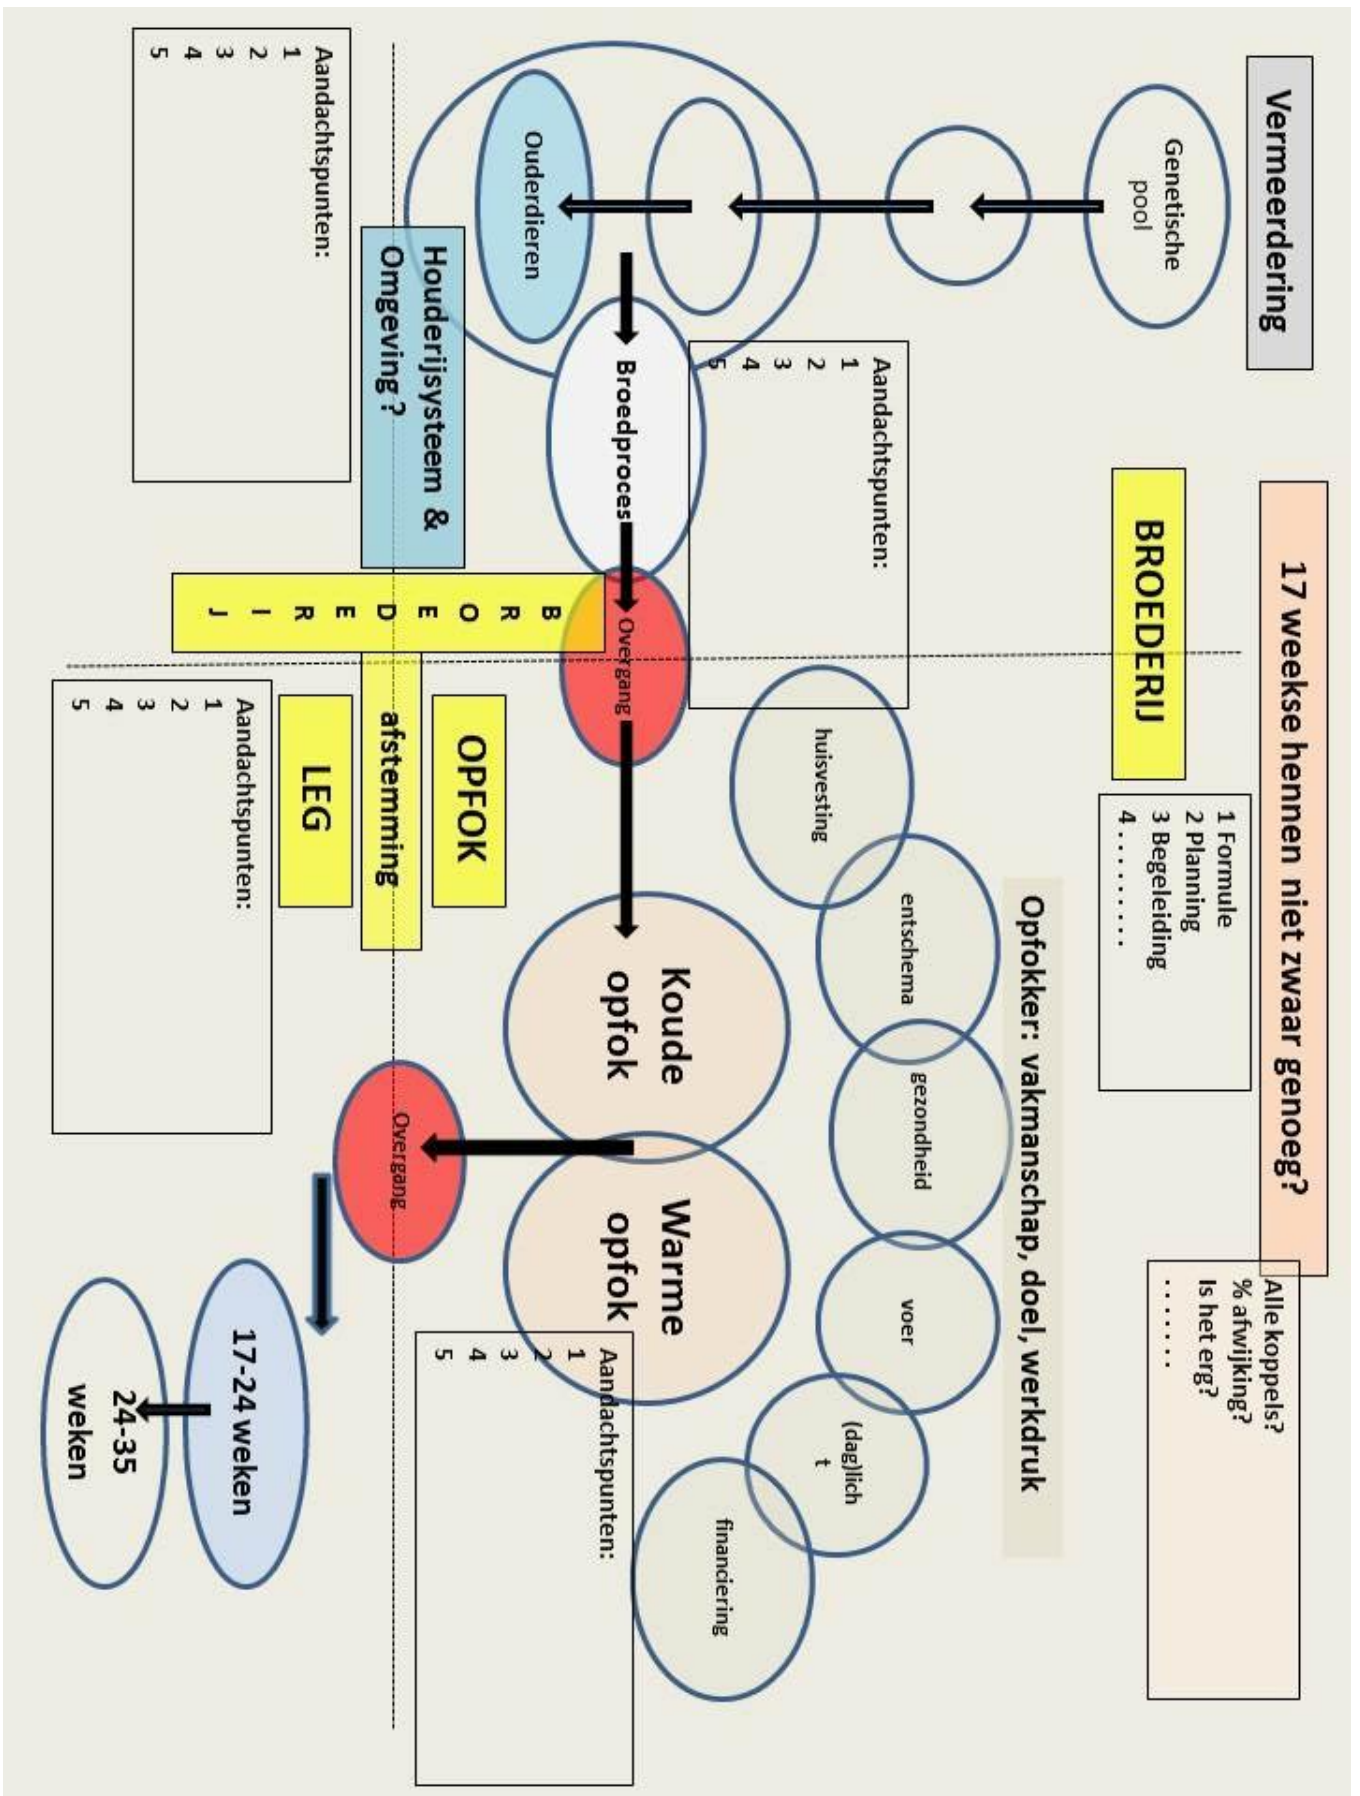 Vermeerdering
17 weekse hennen niet zwaar genoeg?
Alle koppels?
% afwijking?
Is het erg?
. . . . . . .
BROEDERIJ
1 Formule
2 Planning
3 Begeleiding
4 . . . . . . . .
Opfokker: vakmanschap, doel, werkdruk
Genetische
pool
Ouderdieren
Aandachtspunten:
1
2
3
4
5
Broedproces
Overgang
huisvesting
entschema
gezondheid
voer
(dag)lich
t
financiering
Koude
opfok
Warme
opfok
Aandachtspunten:
1
2
3
4
5
Houderijsysteem &
Omgeving ?
B
R
O
E
D
E
R
I
J
OPFOK
afstemming
LEG
Overgang
Aandachtspunten:
1
2
3
4
5
Aandachtspunten:
1
2
3
4
5
17-24 weken
24-35
weken